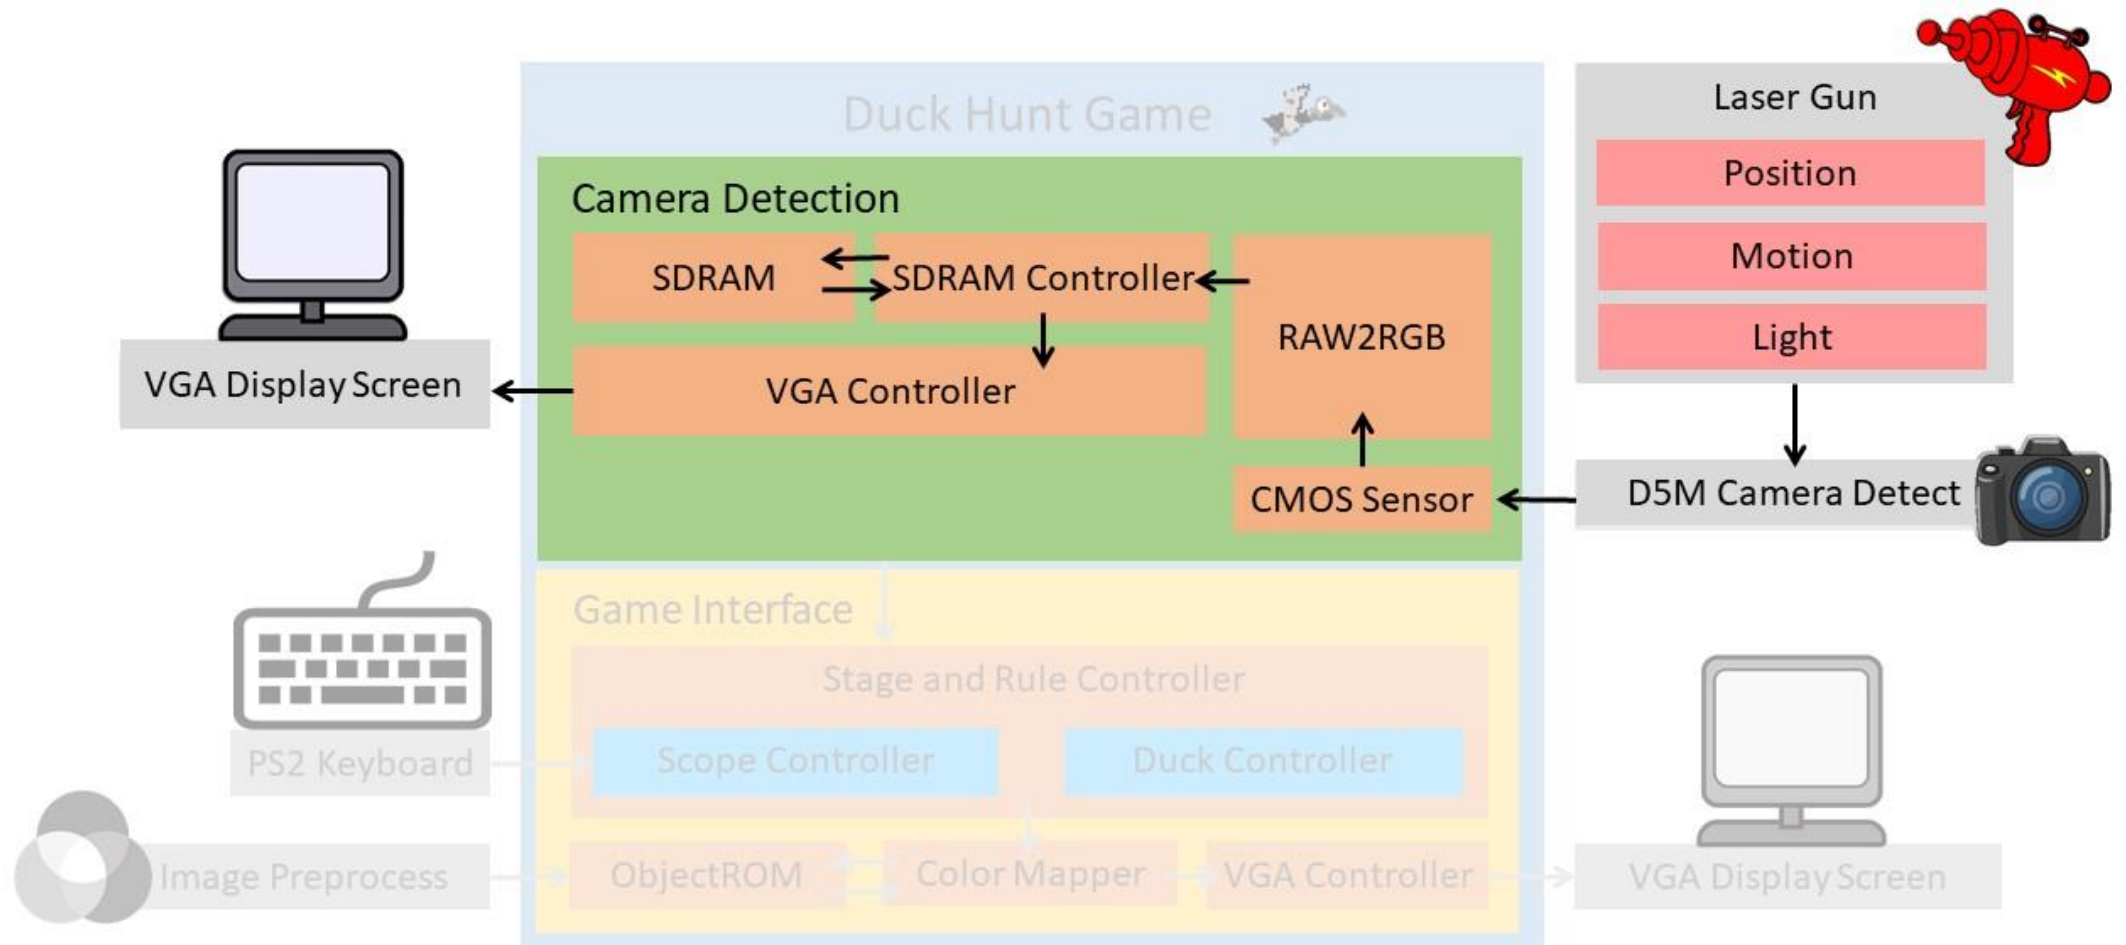 Duck Hunt Game
Laser Gun
Position
Motion
Light
Camera Detection
SDRAM
SDRAM Controller
RAW2RGB
VGA Controller
VGA Display Screen
CMOS Sensor
D5M Camera Detect
Game Interface
Stage and Rule Controller
PS2 Keyboard
Scope Controller
Duck Controller
Image Preprocess
ObjectROM
Color Mapper
VGA Controller
VGA Display Screen